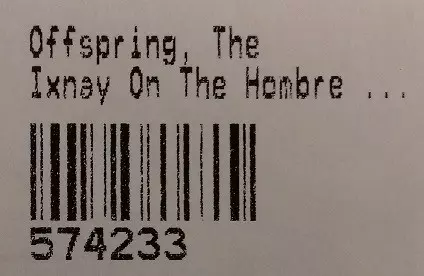 Offspring, The
Ixnay On The Hombre ...
574233